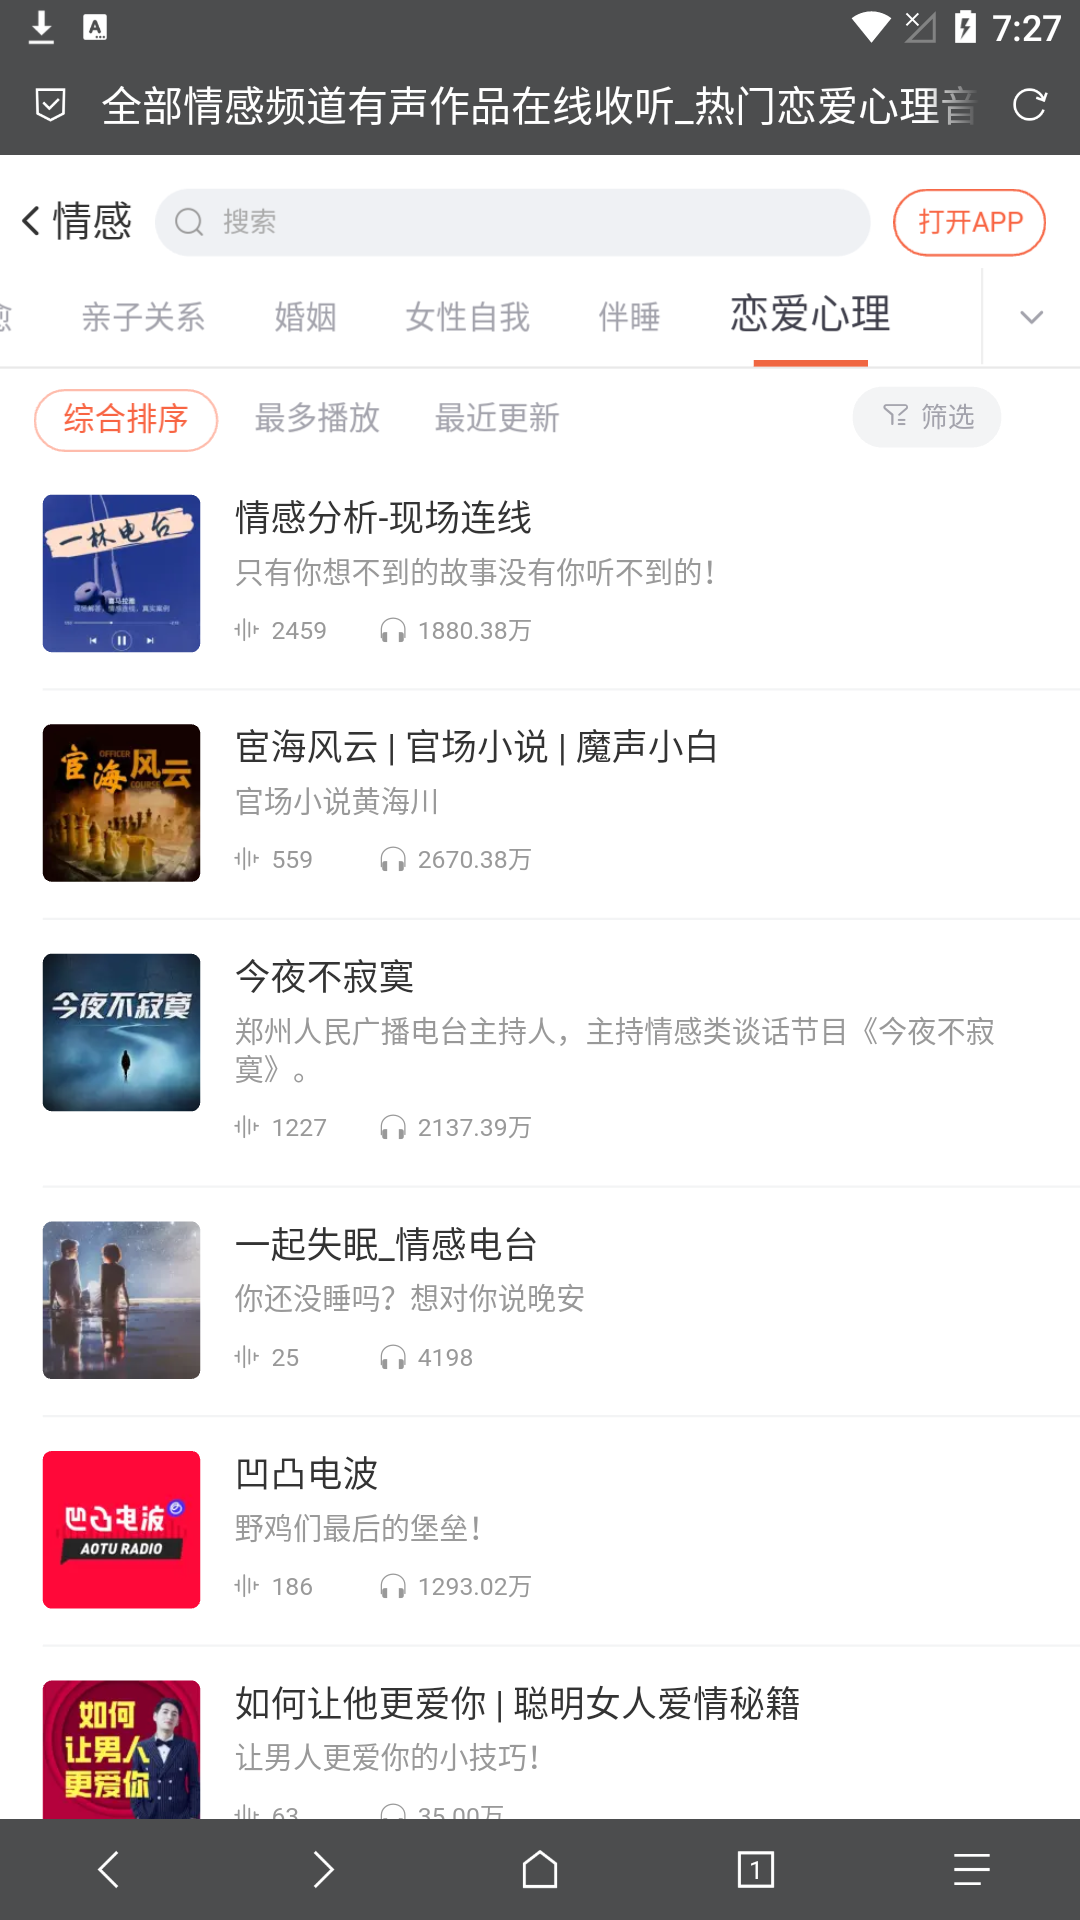 7:27
全部情感频道有声作品在线收听_热门恋爱心理音
情感
搜索
打开APP
愈 亲子关系 婚姻 女性自我 伴睡 恋爱心理
综合排序 最多播放 最近更新 筛选
一林电台
情感分析-现场连线
只有你想不到的故事没有你听不到的！
2459 1880.38万
宦海风云
OFFICER
COURSE
宦海风云 | 官场小说 | 魔声小白
官场小说黄海川
559 2670.38万
今夜不寂寞
今夜不寂寞
郑州人民广播电台主持人，主持情感类谈话节目《今夜不寂
寞》。
1227 2137.39万
一起失眠_情感电台
你还没睡吗？想对你说晚安
25 4198
凹凸电波
AOTU RADIO
凹凸电波
野鸡们最后的堡垒！
186 1293.02万
如何
让男人
更爱你
如何让他更爱你 | 聪明女人爱情秘籍
让男人更爱你的小技巧！
63 35.00万
1